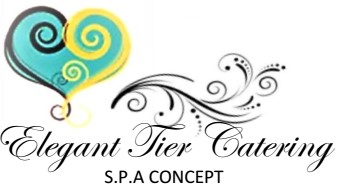 Elegant Tier Catering
S.P.A CONCEPT